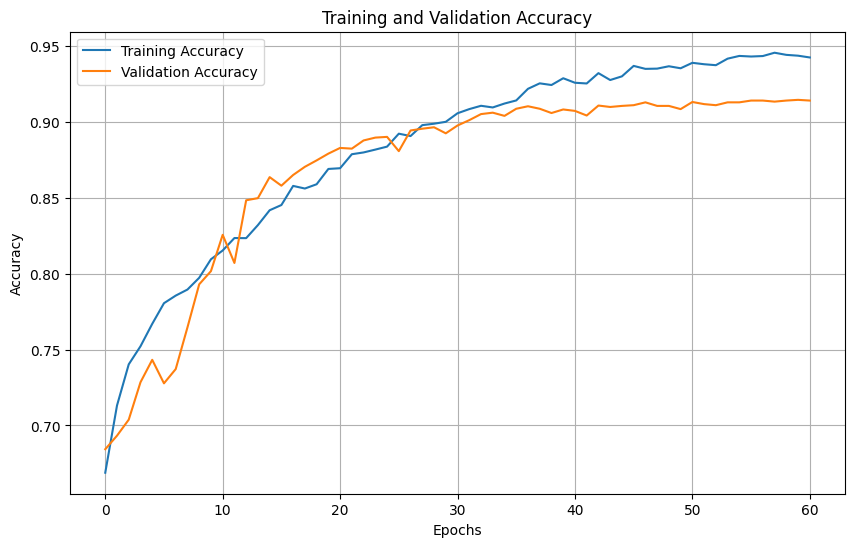 Training and Validation Accuracy
Training Accuracy
Validation Accuracy
0.95
0.90
0.85
0.80
0.75
0.70
Accuracy
0 10 20 30 40 50 60
Epochs